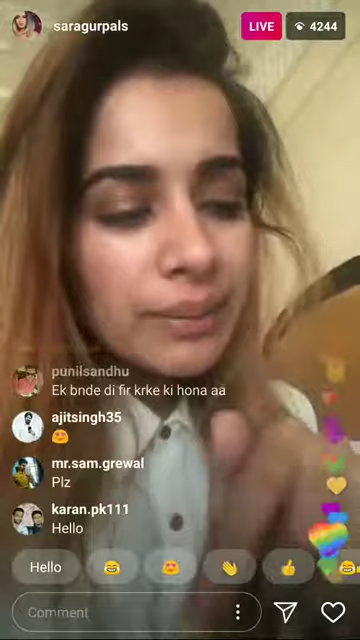 saragurpals
LIVE
4244
punilsandhu
Ek bnde di fir krke ki hona aa
ajitsingh35
😍
mr.sam.grewal
Plz
karan.pk111
Hello
Hello 😂 😍 👏 👍 😂
Comment